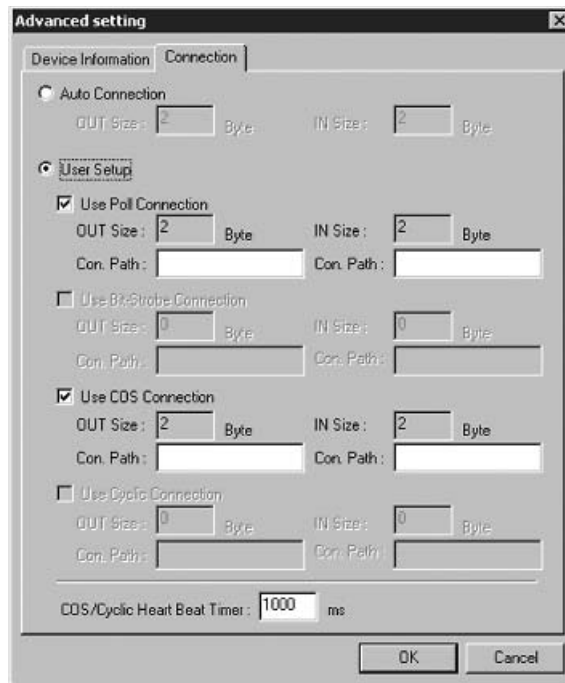 Advanced setting
Device Information Connection
Auto Connection
OUT Size : 2 Byte IN Size : 2 Byte
User Setup
Use Poll Connection
OUT Size : 2 Byte IN Size : 2 Byte
Con. Path : Con. Path :
Use Bit-Strobe Connection
OUT Size : 0 Byte IN Size : 0 Byte
Con. Path : Con. Path :
Use COS Connection
OUT Size : 2 Byte IN Size : 2 Byte
Con. Path : Con. Path :
Use Cyclic Connection
OUT Size : 0 Byte IN Size : 0 Byte
Con. Path : Con. Path :
COS/Cyclic Heart Beat Timer : 1000 ms
OK Cancel